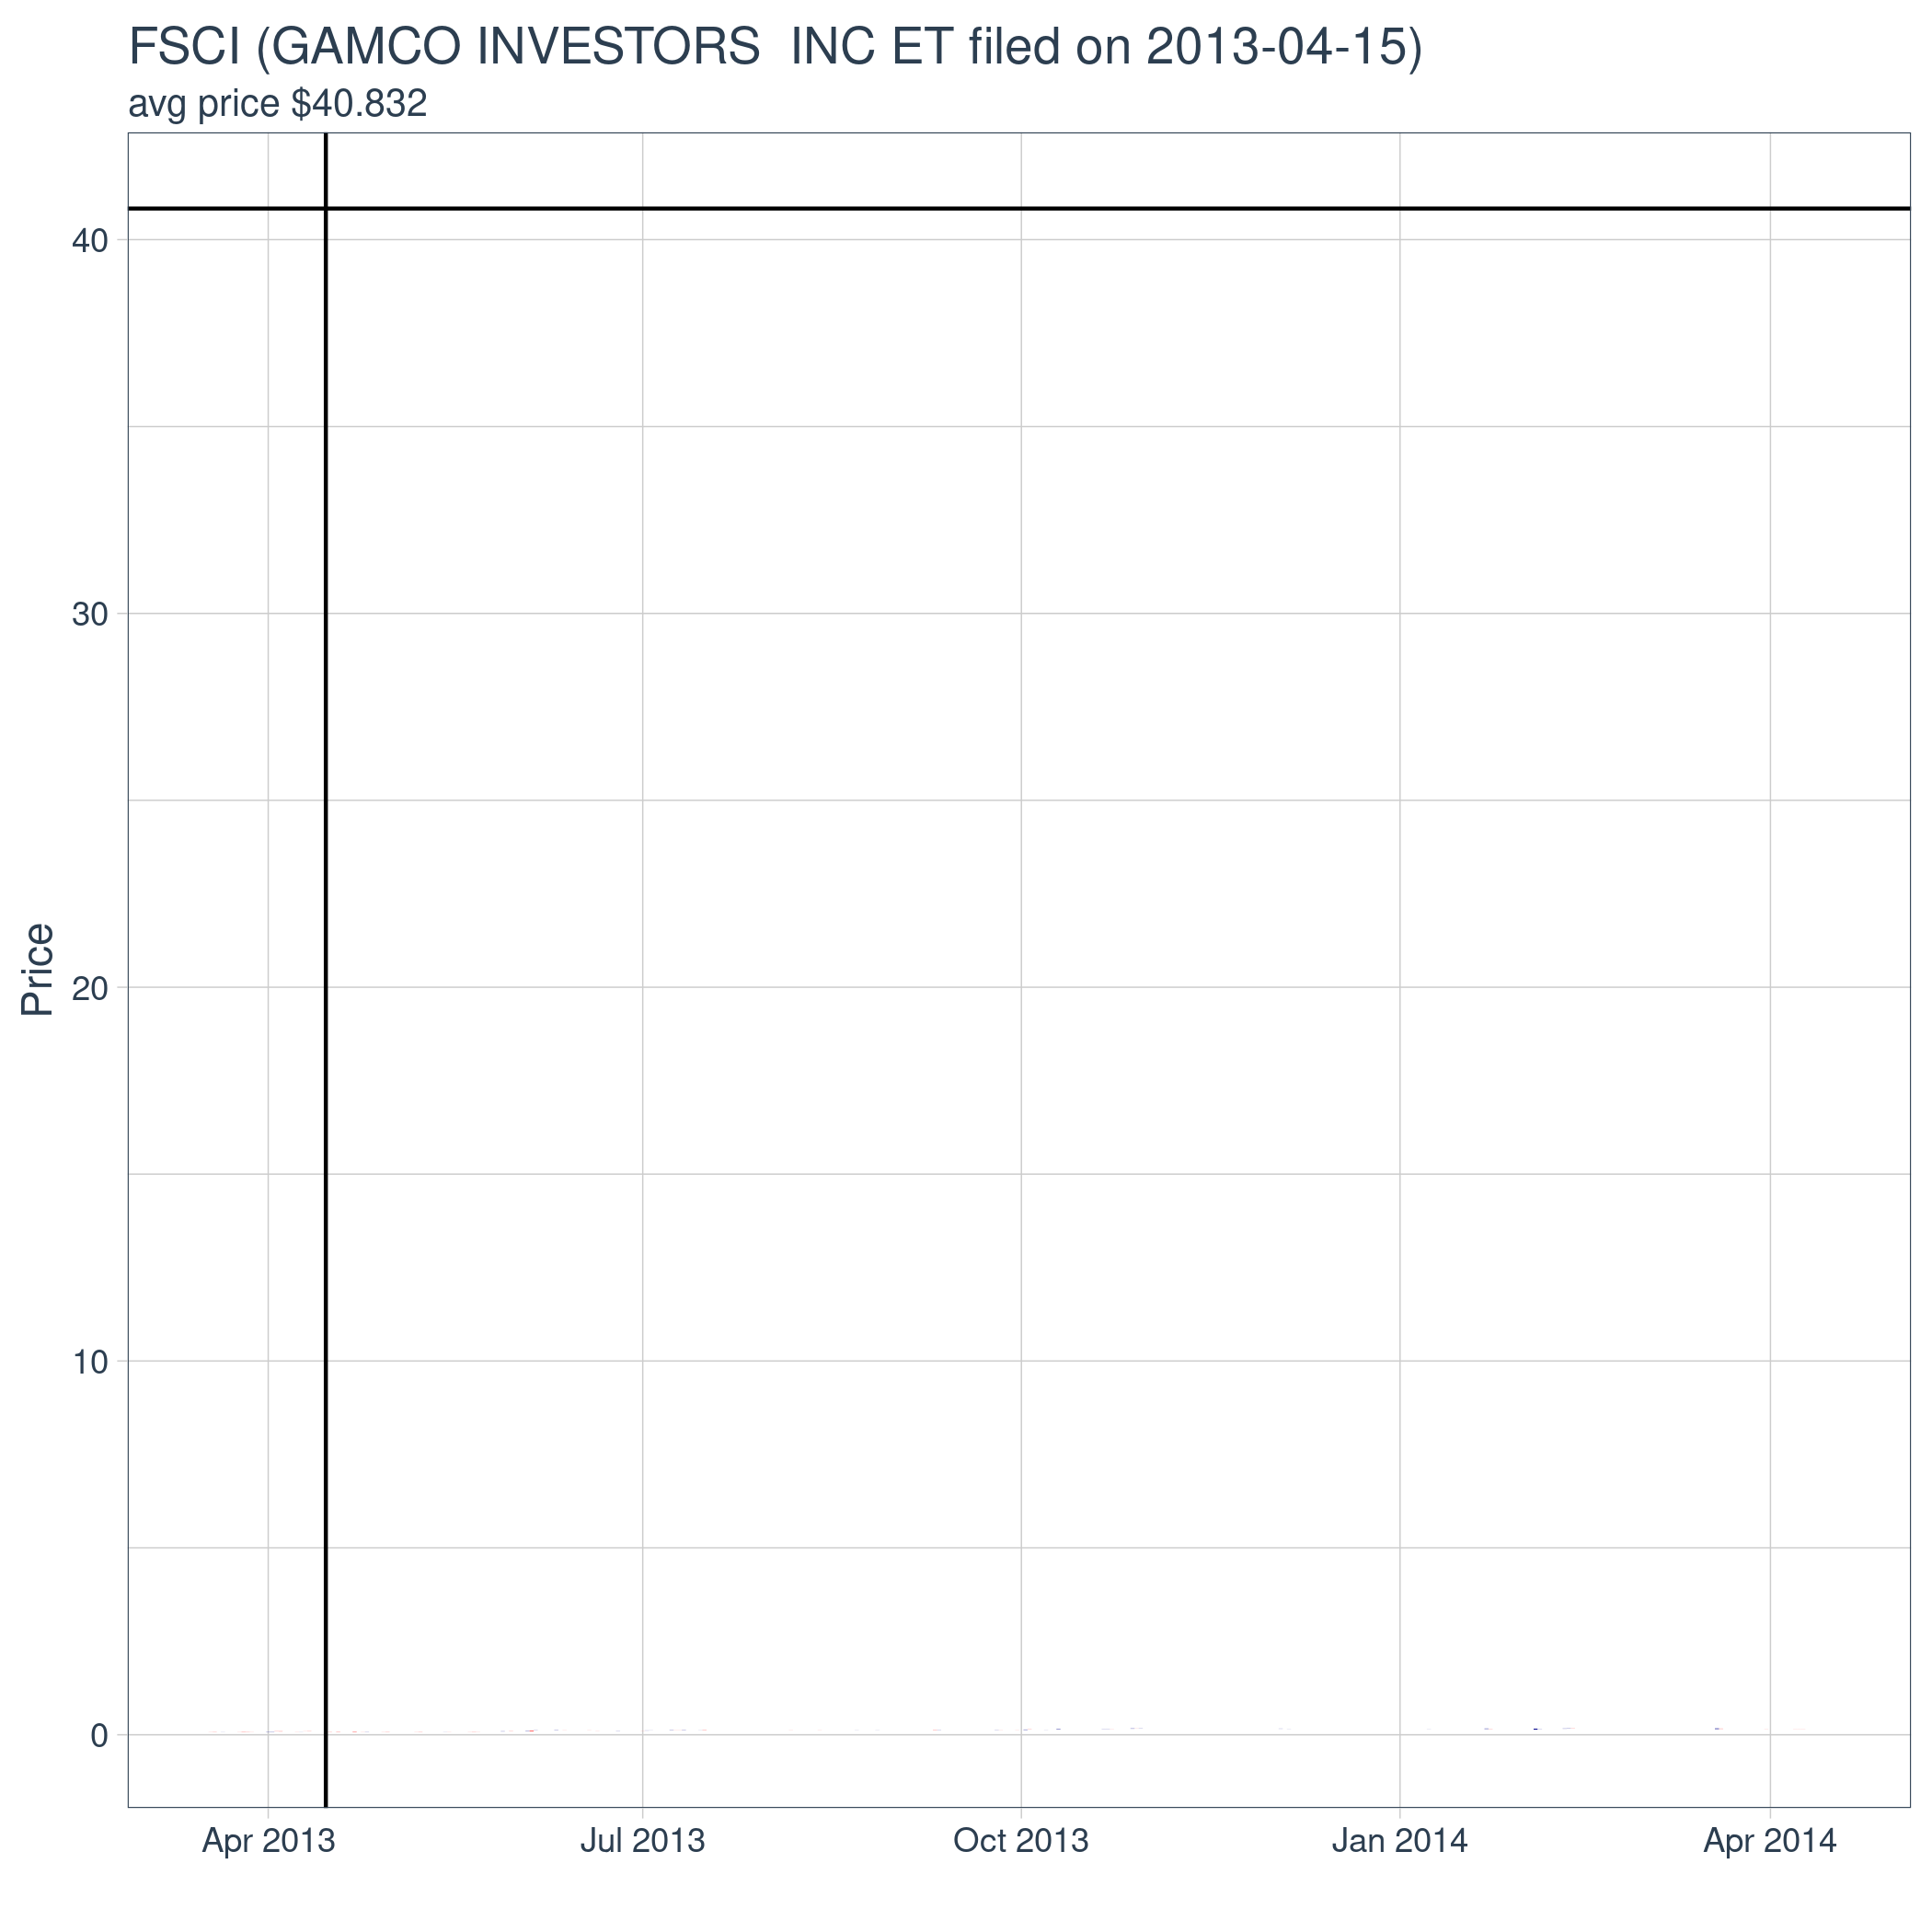 FSCI (GAMCO INVESTORS  INC ET filed on 2013-04-15)
avg price $40.832
Price
40
30
20
10
0
Apr 2013
Jul 2013
Oct 2013
Jan 2014
Apr 2014